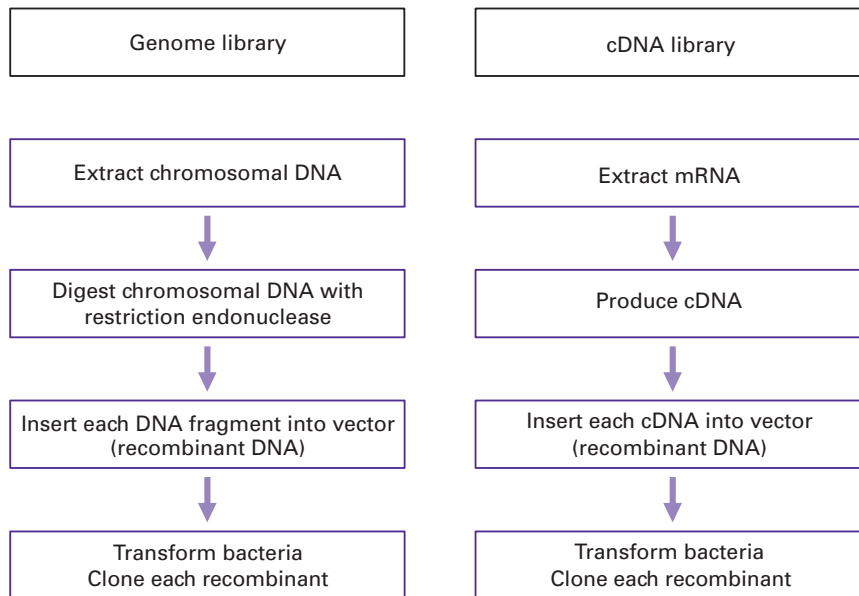 Genome library
Extract chromosomal DNA
Digest chromosomal DNA with
restriction endonuclease
Insert each DNA fragment into vector
(recombinant DNA)
Transform bacteria
Clone each recombinant
cDNA library
Extract mRNA
Produce cDNA
Insert each cDNA into vector
(recombinant DNA)
Transform bacteria
Clone each recombinant